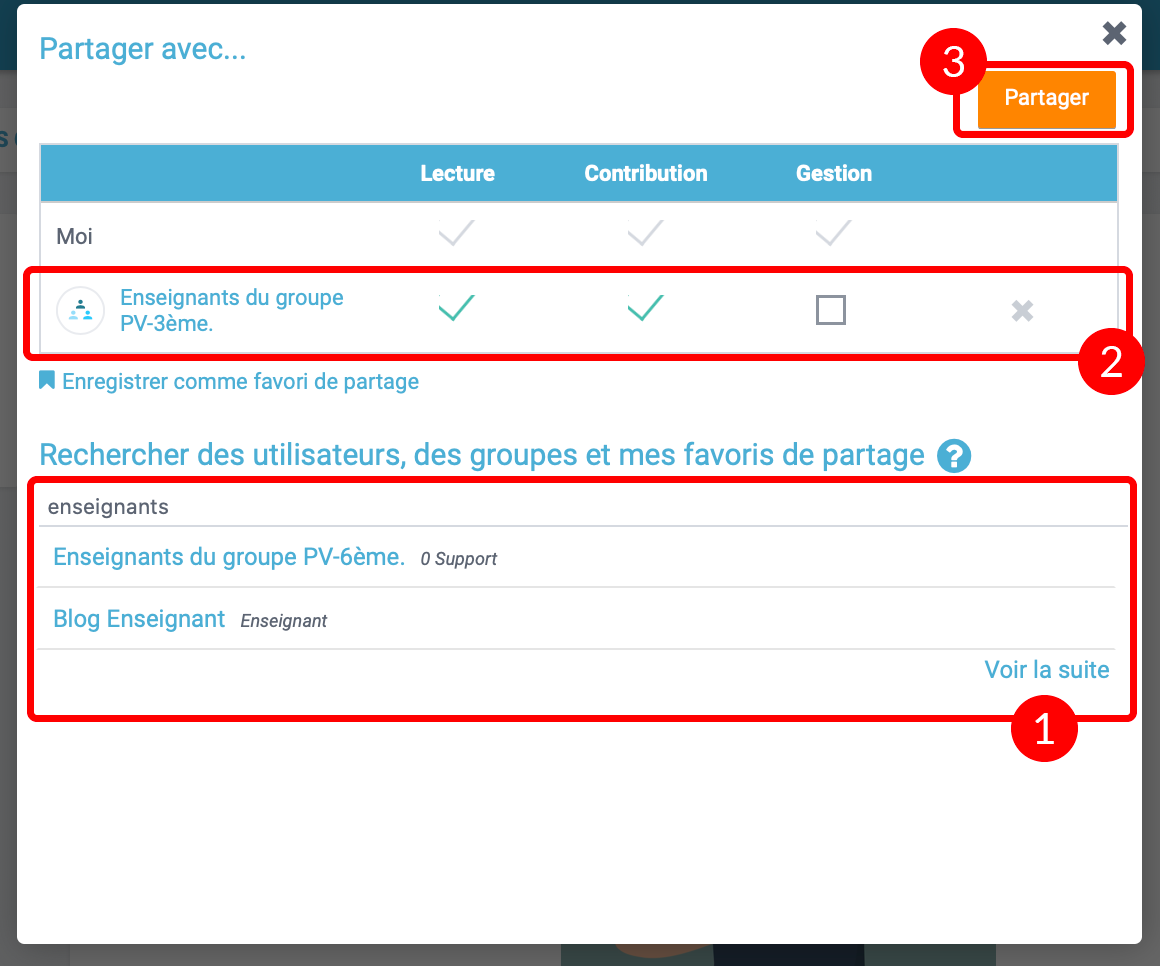 Partager avec...
3
Partager
Lecture Contribution Gestion
Moi
Enseignants du groupe
PV-3ème.
2
Enregistrer comme favori de partage
Rechercher des utilisateurs, des groupes et mes favoris de partage ?
enseignants
Enseignants du groupe PV-6ème. 0 Support
Blog Enseignant Enseignant
Voir la suite
1